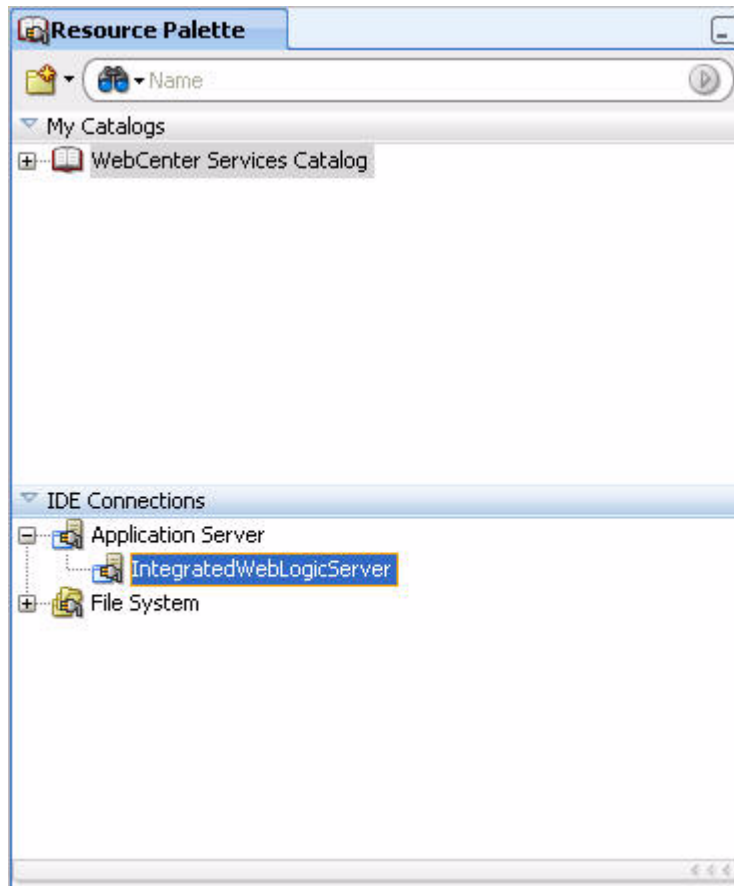 Resource Palette
Name
My Catalogs
WebCenter Services Catalog
IDE Connections
Application Server
IntegratedWebLogicServer
File System